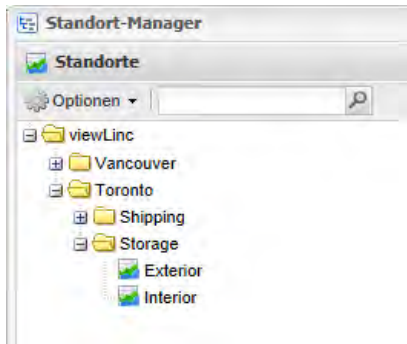 Standort-Manager
Standorte
Optionen
viewLinc
Vancouver
Toronto
Shipping
Storage
Exterior
Interior